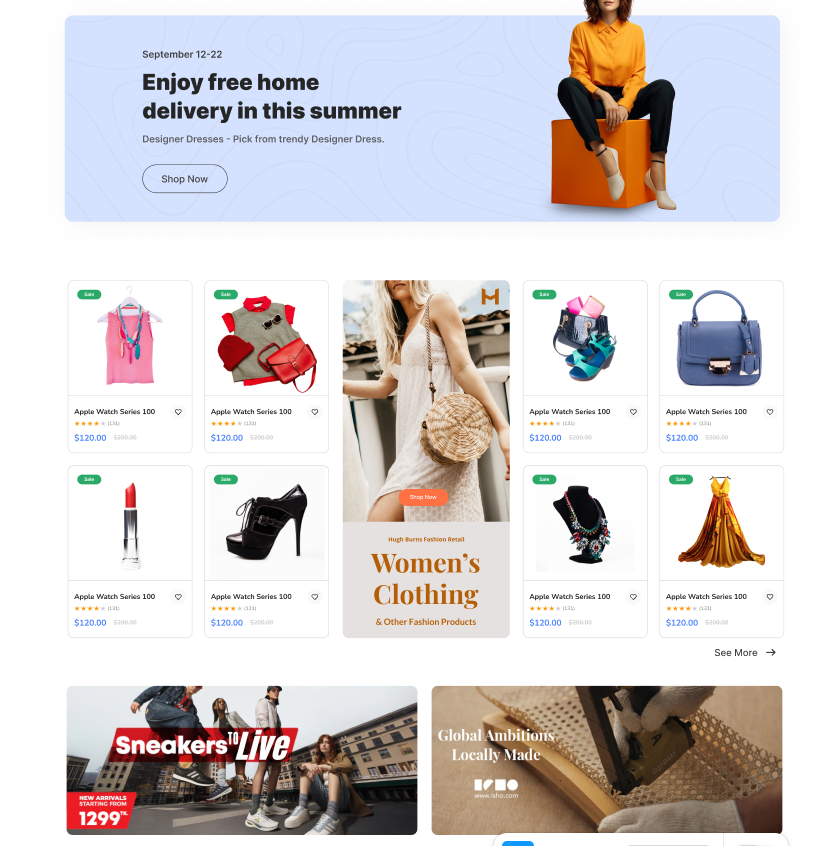 September 12-22
Enjoy free home
delivery in this summer
Designer Dresses - Pick from trendy Designer Dress.
Shop Now
Sale
Apple Watch Series 100
(131)
$120.00 $200.00
Sale
Apple Watch Series 100
(131)
$120.00 $200.00
Shop Now
Hugh Burns Fashion Retail
Women's
Clothing
& Other Fashion Products
Sale
Apple Watch Series 100
(131)
$120.00 $200.00
Sale
Apple Watch Series 100
(131)
$120.00 $200.00
Sale
Apple Watch Series 100
(131)
$120.00 $200.00
Sale
Apple Watch Series 100
(131)
$120.00 $200.00
Sale
Apple Watch Series 100
(131)
$120.00 $200.00
Sale
Apple Watch Series 100
(131)
$120.00 $200.00
See More
Sneakers TO Live
NEW ARRIVALS
STARTING FROM
1299TK.
Global Ambitions
Locally Made
ISHO
www.isho.com